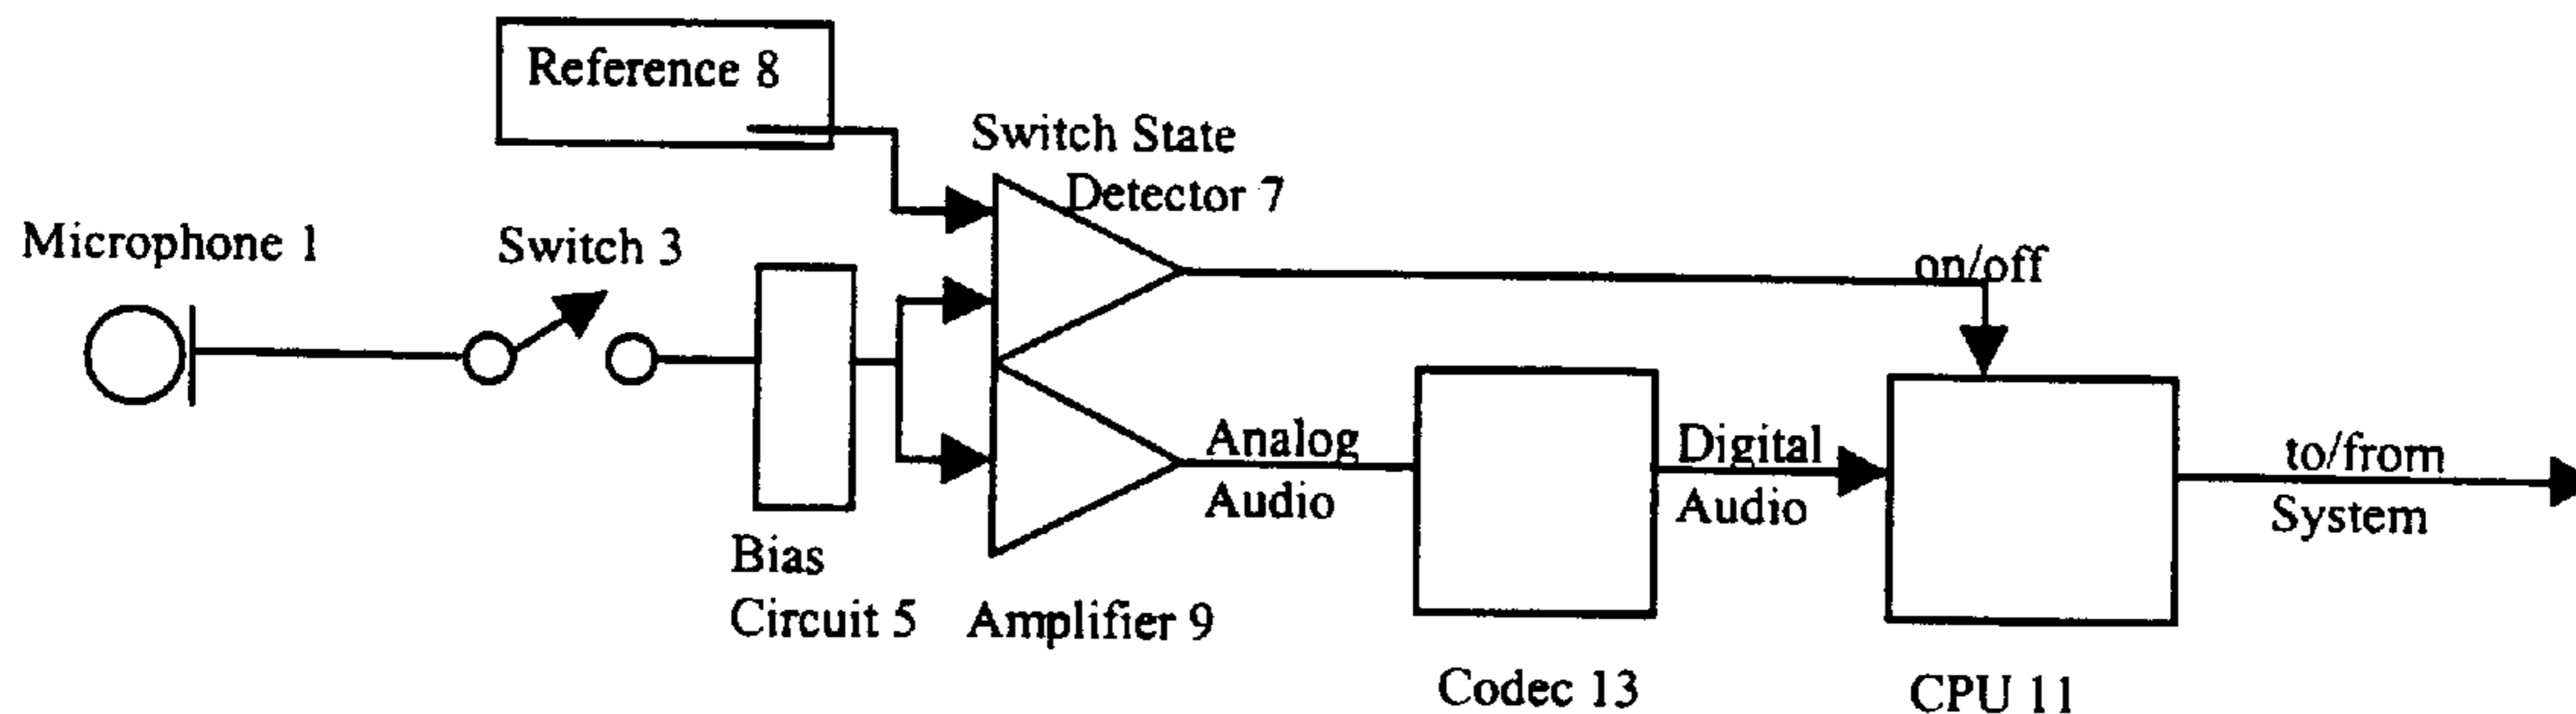 Reference 8
Switch State
Detector 7
Microphone 1
Switch 3
on/off
Analog
Audio
Digital
Audio
to/from
System
Bias
Circuit 5
Amplifier 9
Codec 13
CPU 11